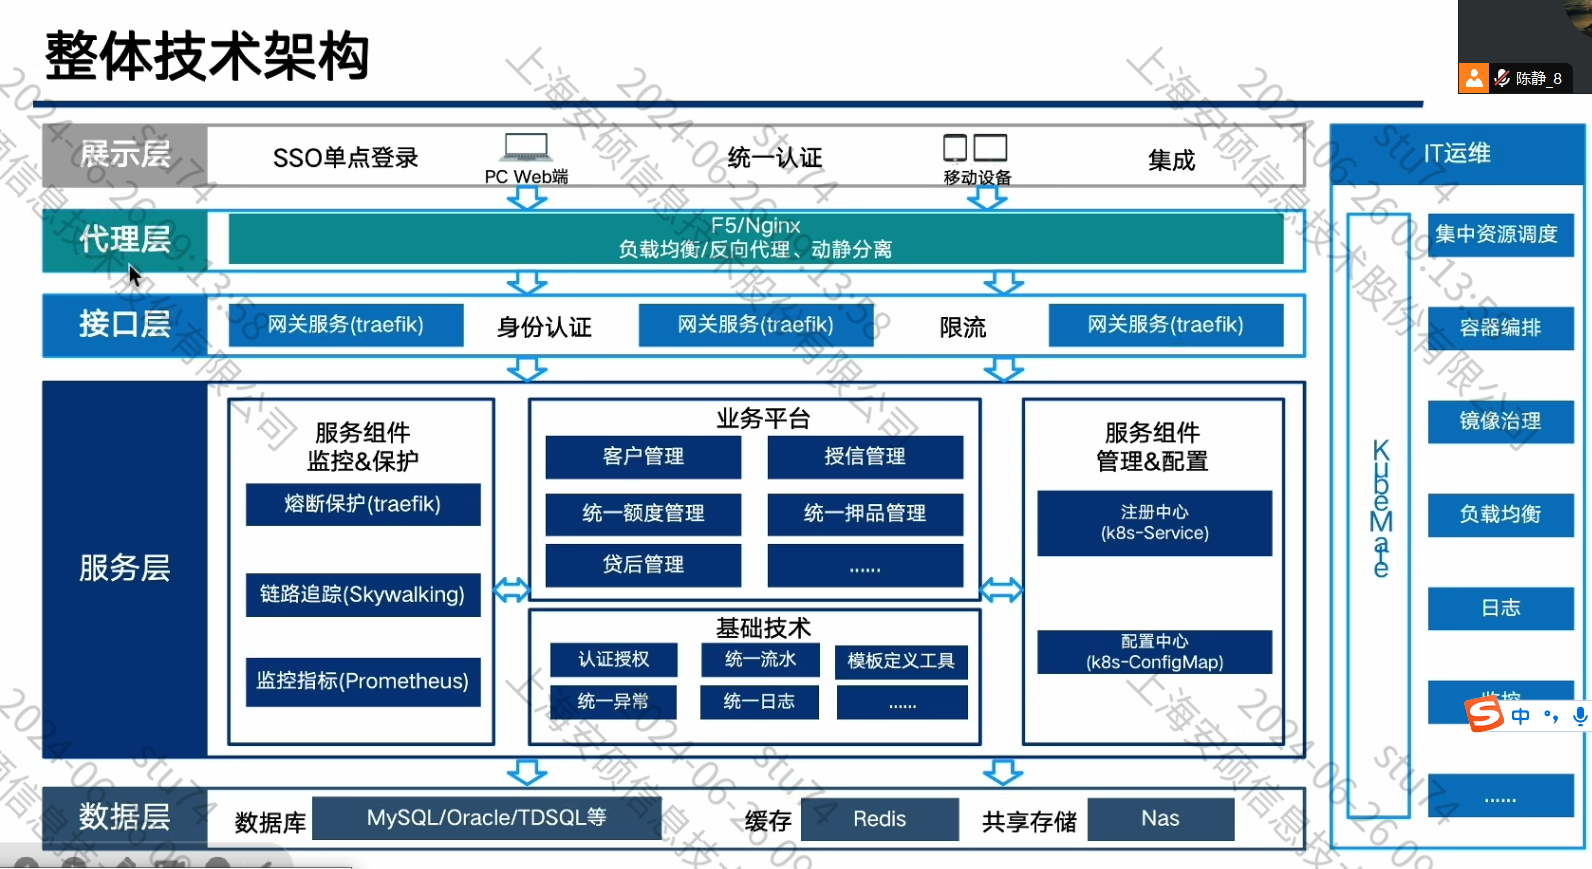 整体技术架构
陈静_8
展示层
SSO单点登录
PC Web端
统一认证
移动设备
集成
代理层
F5/Nginx
负载均衡/反向代理、动静分离
接口层
网关服务(traefik)
身份认证
网关服务(traefik)
限流
网关服务(traefik)
服务层
服务组件
监控&保护
熔断保护(traefik)
链路追踪(Skywalking)
监控指标(Prometheus)
业务平台
客户管理
授信管理
统一额度管理
统一押品管理
贷后管理
......
基础技术
认证授权
统一流水
模板定义工具
统一异常
统一日志
......
服务组件
管理&配置
注册中心
(k8s-Service)
配置中心
(k8s-ConfigMap)
数据层
数据库
MySQL/Oracle/TDSQL等
缓存
Redis
共享存储
Nas
IT运维
KubeMate
集中资源调度
容器编排
镜像治理
负载均衡
日志
监控
......
中
上海安硕信息技术股份有限公司
stu74
2024-06-26 09:13:58